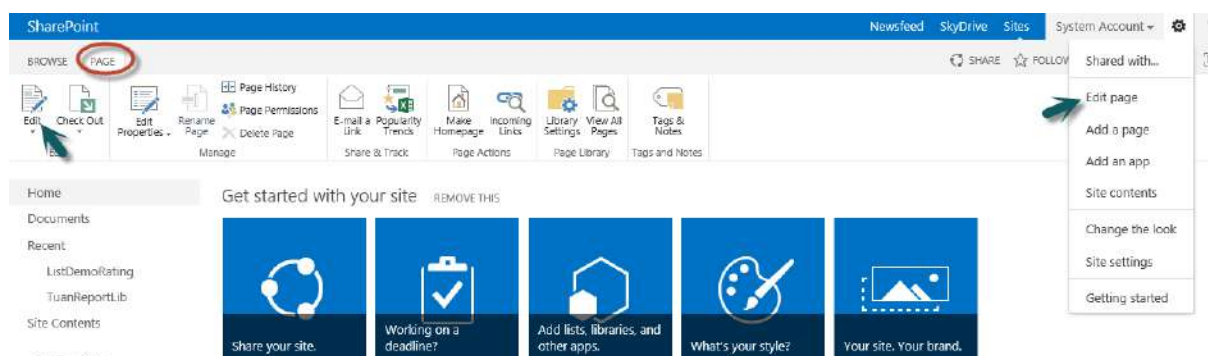 SharePoint
Newsfeed SkyDrive Sites System Account
BROWSE PAGE
SHARE FOLLOW
Edit
Check Out
Edit
Properties
Rename
Page
Page History
Page Permissions
Delete Page
Manage
E-mail a
Link
Popularity
Trends
Share & Track
Make
Homepage
Incoming
Links
Page Actions
Library
Settings
View All
Pages
Page Library
Tags &
Notes
Tags and Notes
Shared with...
Edit page
Add a page
Add an app
Site contents
Change the look
Site settings
Getting started
Home
Documents
Recent
ListDemoRating
TuanReportLib
Site Contents
Get started with your site REMOVE THIS
Share your site.
Working on a
deadline?
Add lists, libraries, and
other apps.
What's your style?
Your site. Your brand.